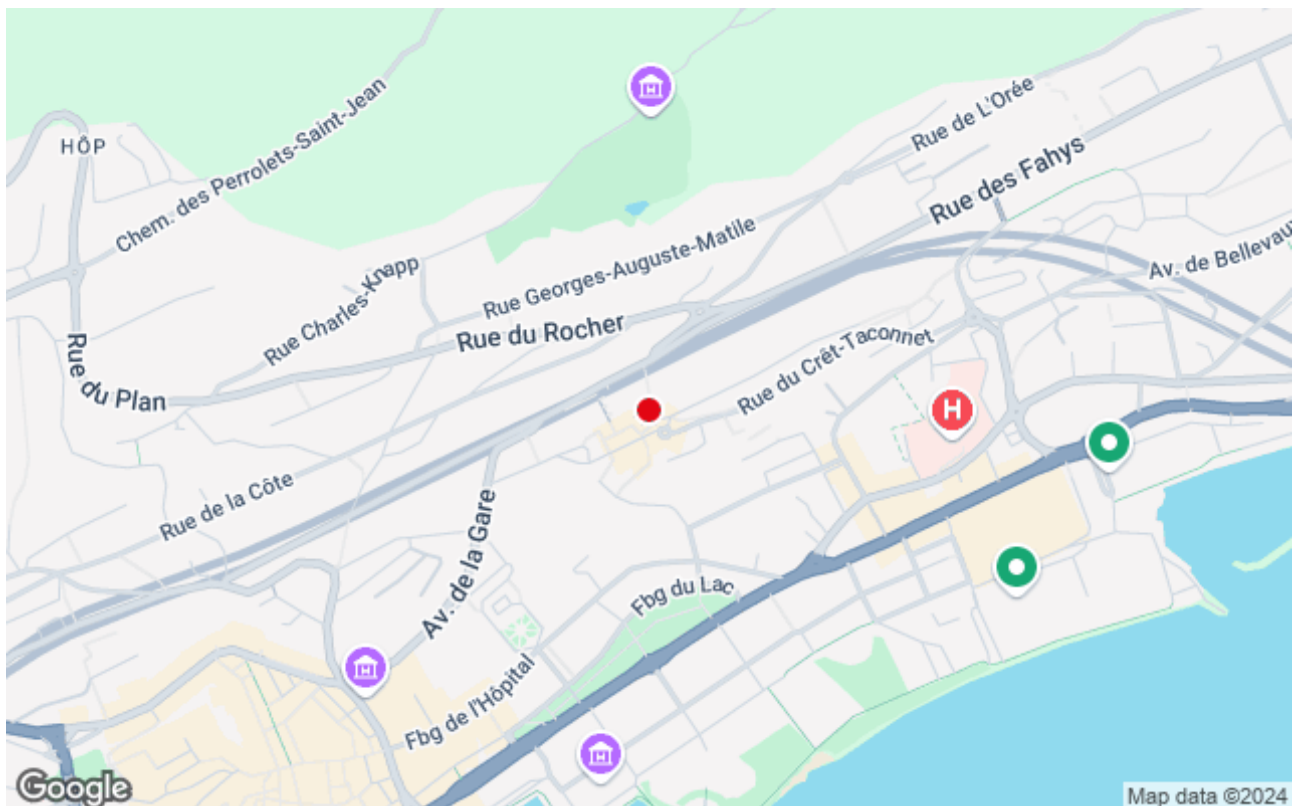 Rue de L'Orée
HÔP
Chem. des Perrolets-Saint-Jean
Rue des Fahys
Rue Georges-Auguste-Matile
Av. de Bellevaux
Rue Charles-Knapp
Rue du Rocher
Rue du Crêt-Taconnet
Rue du Plan
H
Rue de la Côte
Av. de la Gare
Fbg du Lac
Fbg de l'Hôpital
Google
Map data ©2024